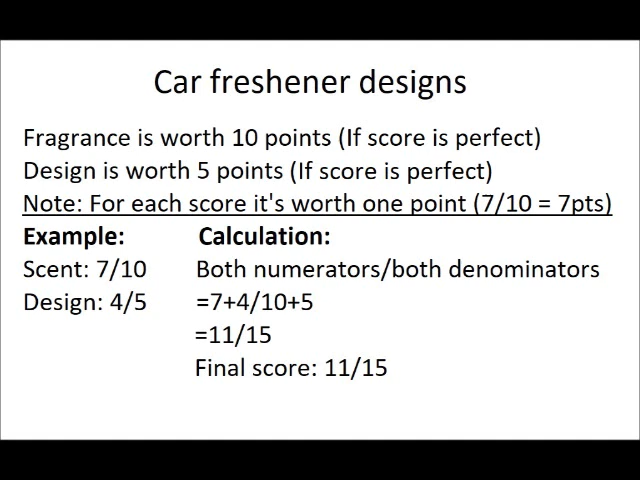 Car freshener designs
Fragrance is worth 10 points (If score is perfect)
Design is worth 5 points (If score is perfect)
Note: For each score it's worth one point (7/10 = 7pts)
Example: Calculation:
Scent: 7/10 Both numerators/both denominators
Design: 4/5 =7+4/10+5
=11/15
Final score: 11/15